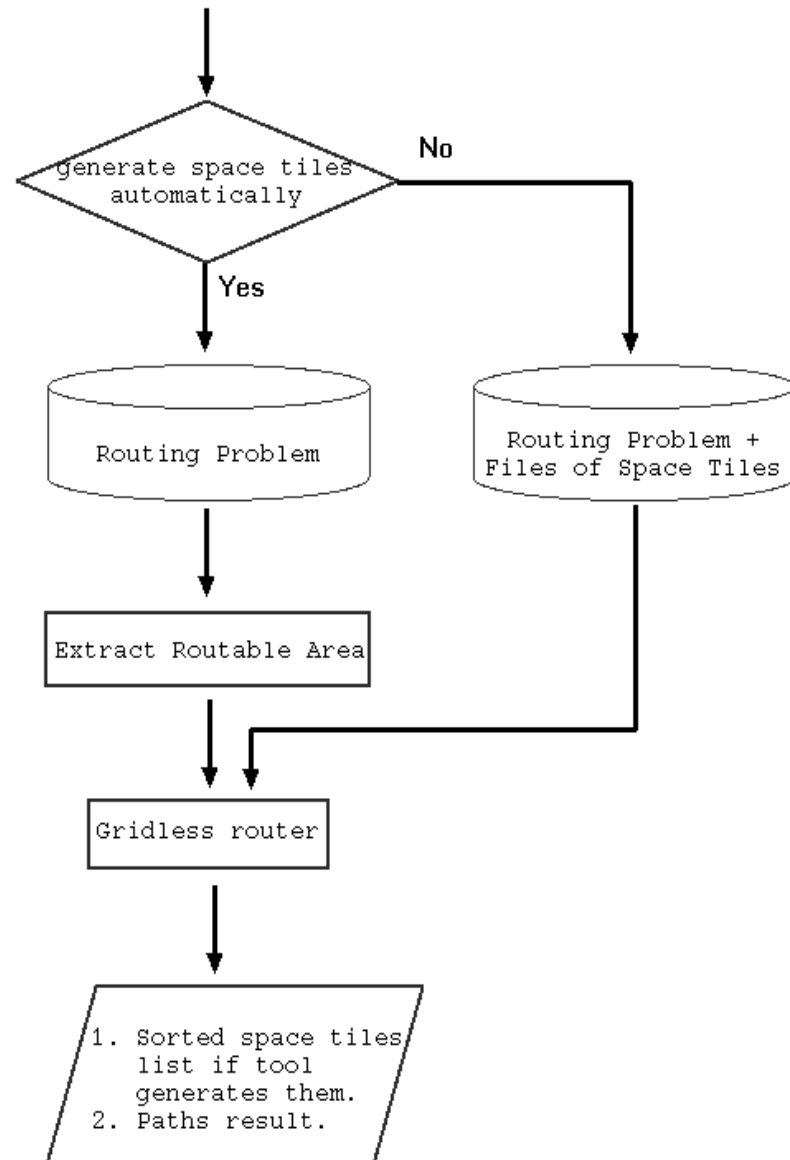 generate space tiles
automatically
No
Yes
Routing Problem
Routing Problem +
Files of Space Tiles
Extract Routable Area
Gridless router
1. Sorted space tiles
list if tool
generates them.
2. Paths result.